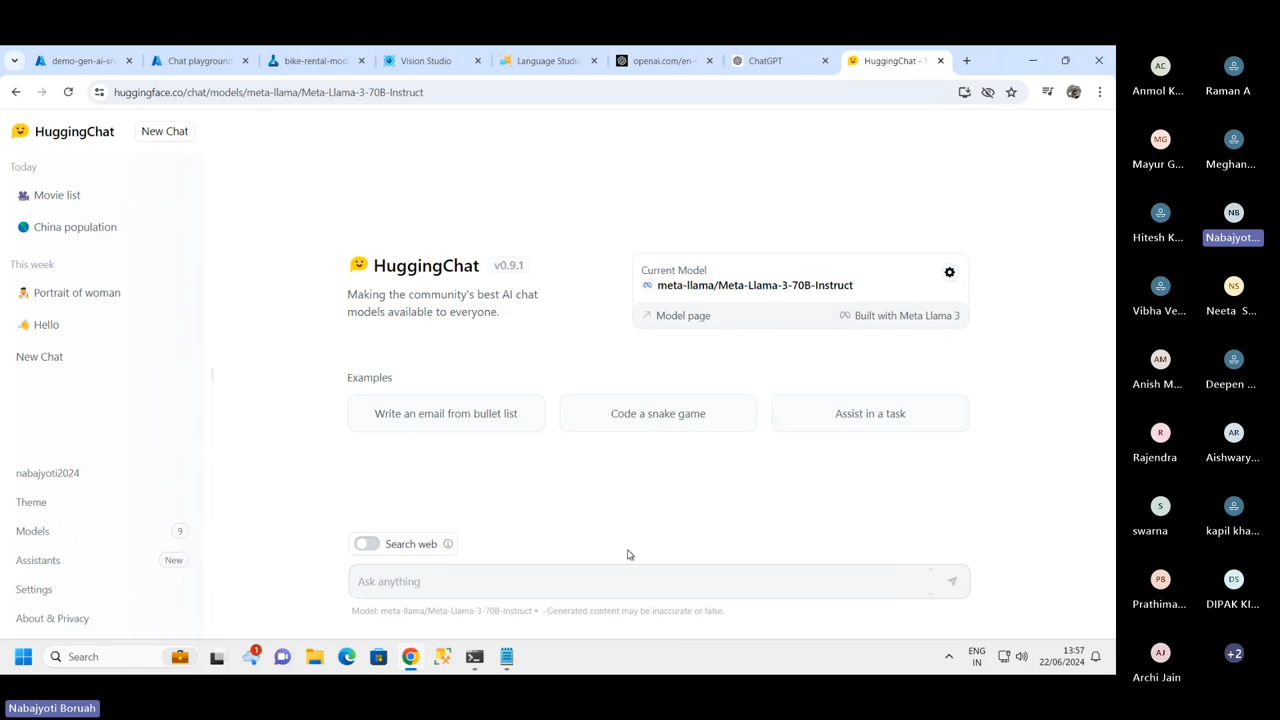 demo-gen-ai-sn
Chat playground
bike-rental-mod
Vision Studio
Language Studio
openai.com/en-
ChatGPT
HuggingChat - M
huggingface.co/chat/models/meta-llama/Meta-Llama-3-70B-Instruct
HuggingChat
New Chat
Today
Movie list
China population
This week
Portrait of woman
Hello
New Chat
nabajyoti2024
Theme
Models 9
Assistants New
Settings
About & Privacy
HuggingChat v0.9.1
Making the community's best AI chat
models available to everyone.
Current Model
meta-llama/Meta-Llama-3-70B-Instruct
Model page
Built with Meta Llama 3
Examples
Write an email from bullet list
Code a snake game
Assist in a task
Search web
Ask anything
Model: meta-llama/Meta-Llama-3-70B-Instruct · Generated content may be inaccurate or false.
Search
1
ENG
IN
13:57
22/06/2024
Nabajyoti Boruah
AC
Anmol K...
Raman A
MG
Mayur G...
Meghan...
Hitesh K...
NB
Nabajyot...
Vibha Ve...
NS
Neeta S...
AM
Anish M...
Deepen ...
R
Rajendra
AR
Aishwary...
S
swarna
kapil kha...
PB
Prathima...
DS
DIPAK KI...
AJ
Archi Jain
+2